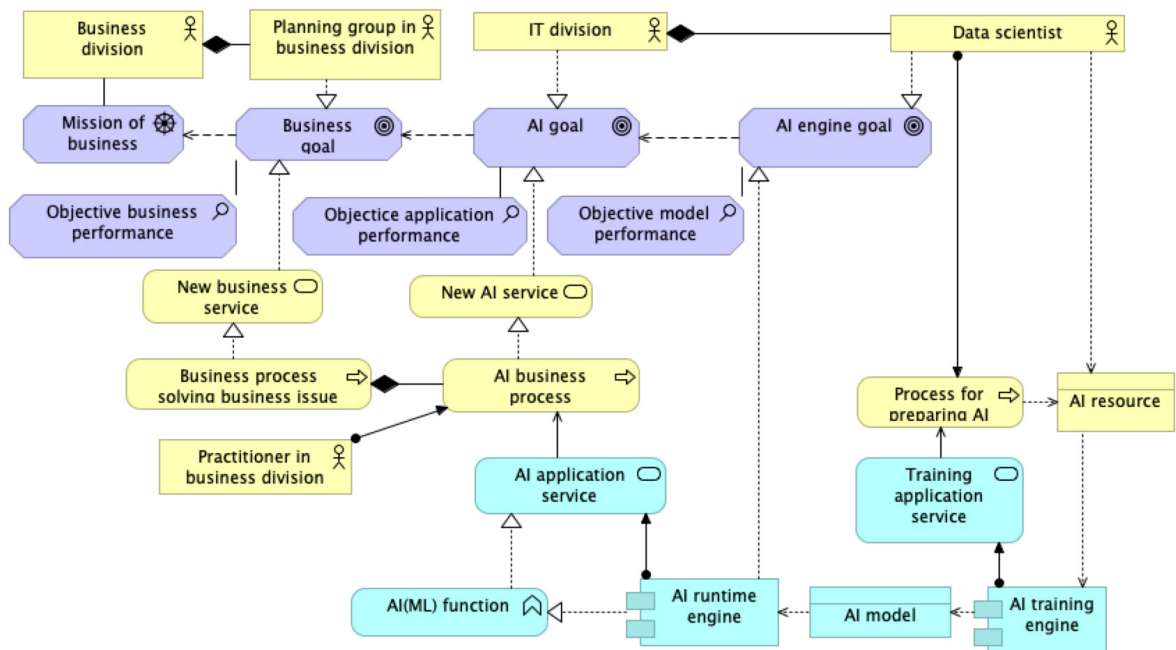 Business
division
Planning group in
business division
IT division
Data scientist
Mission of
business
Business
goal
AI goal
AI engine goal
Objective business
performance
Objectice application
performance
Objective model
performance
New business
service
New AI service
Business process
solving business issue
AI business
process
Process for
preparing AI
AI resource
Practitioner in
business division
AI application
service
Training
application
service
AI(ML) function
AI runtime
engine
AI model
AI training
engine